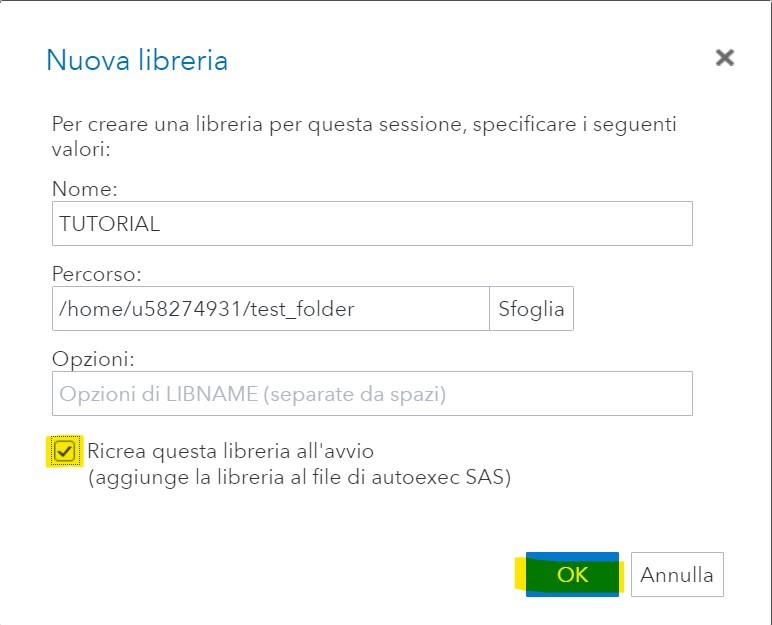 Nuova libreria
Per creare una libreria per questa sessione, specificare i seguenti
valori:
Nome:
TUTORIAL
Percorso:
/home/u58274931/test_folder
Sfoglia
Opzioni:
Opzioni di LIBNAME (separate da spazi)
Ricrea questa libreria all'avvio
(aggiunge la libreria al file di autoexec SAS)
OK
Annulla